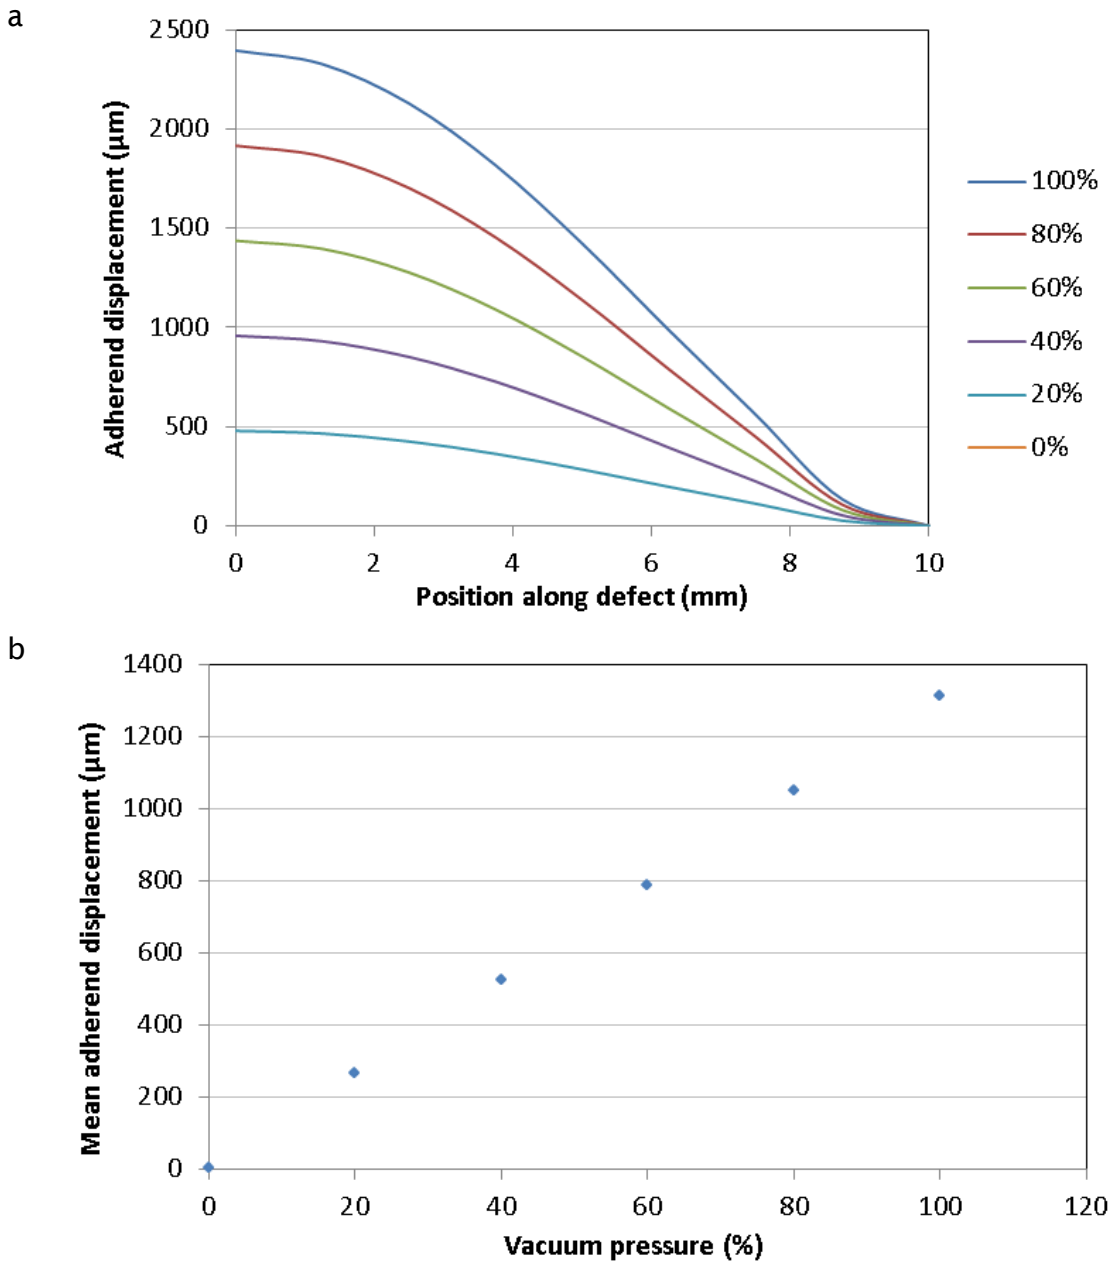 a
2500
2000
1500
1000
500
0
Adherend displacement (µm)
0 2 4 6 8 10
Position along defect (mm)
100%
80%
60%
40%
20%
0%
b
1400
1200
1000
800
600
400
200
0
Mean adherend displacement (µm)
0 20 40 60 80 100 120
Vacuum pressure (%)